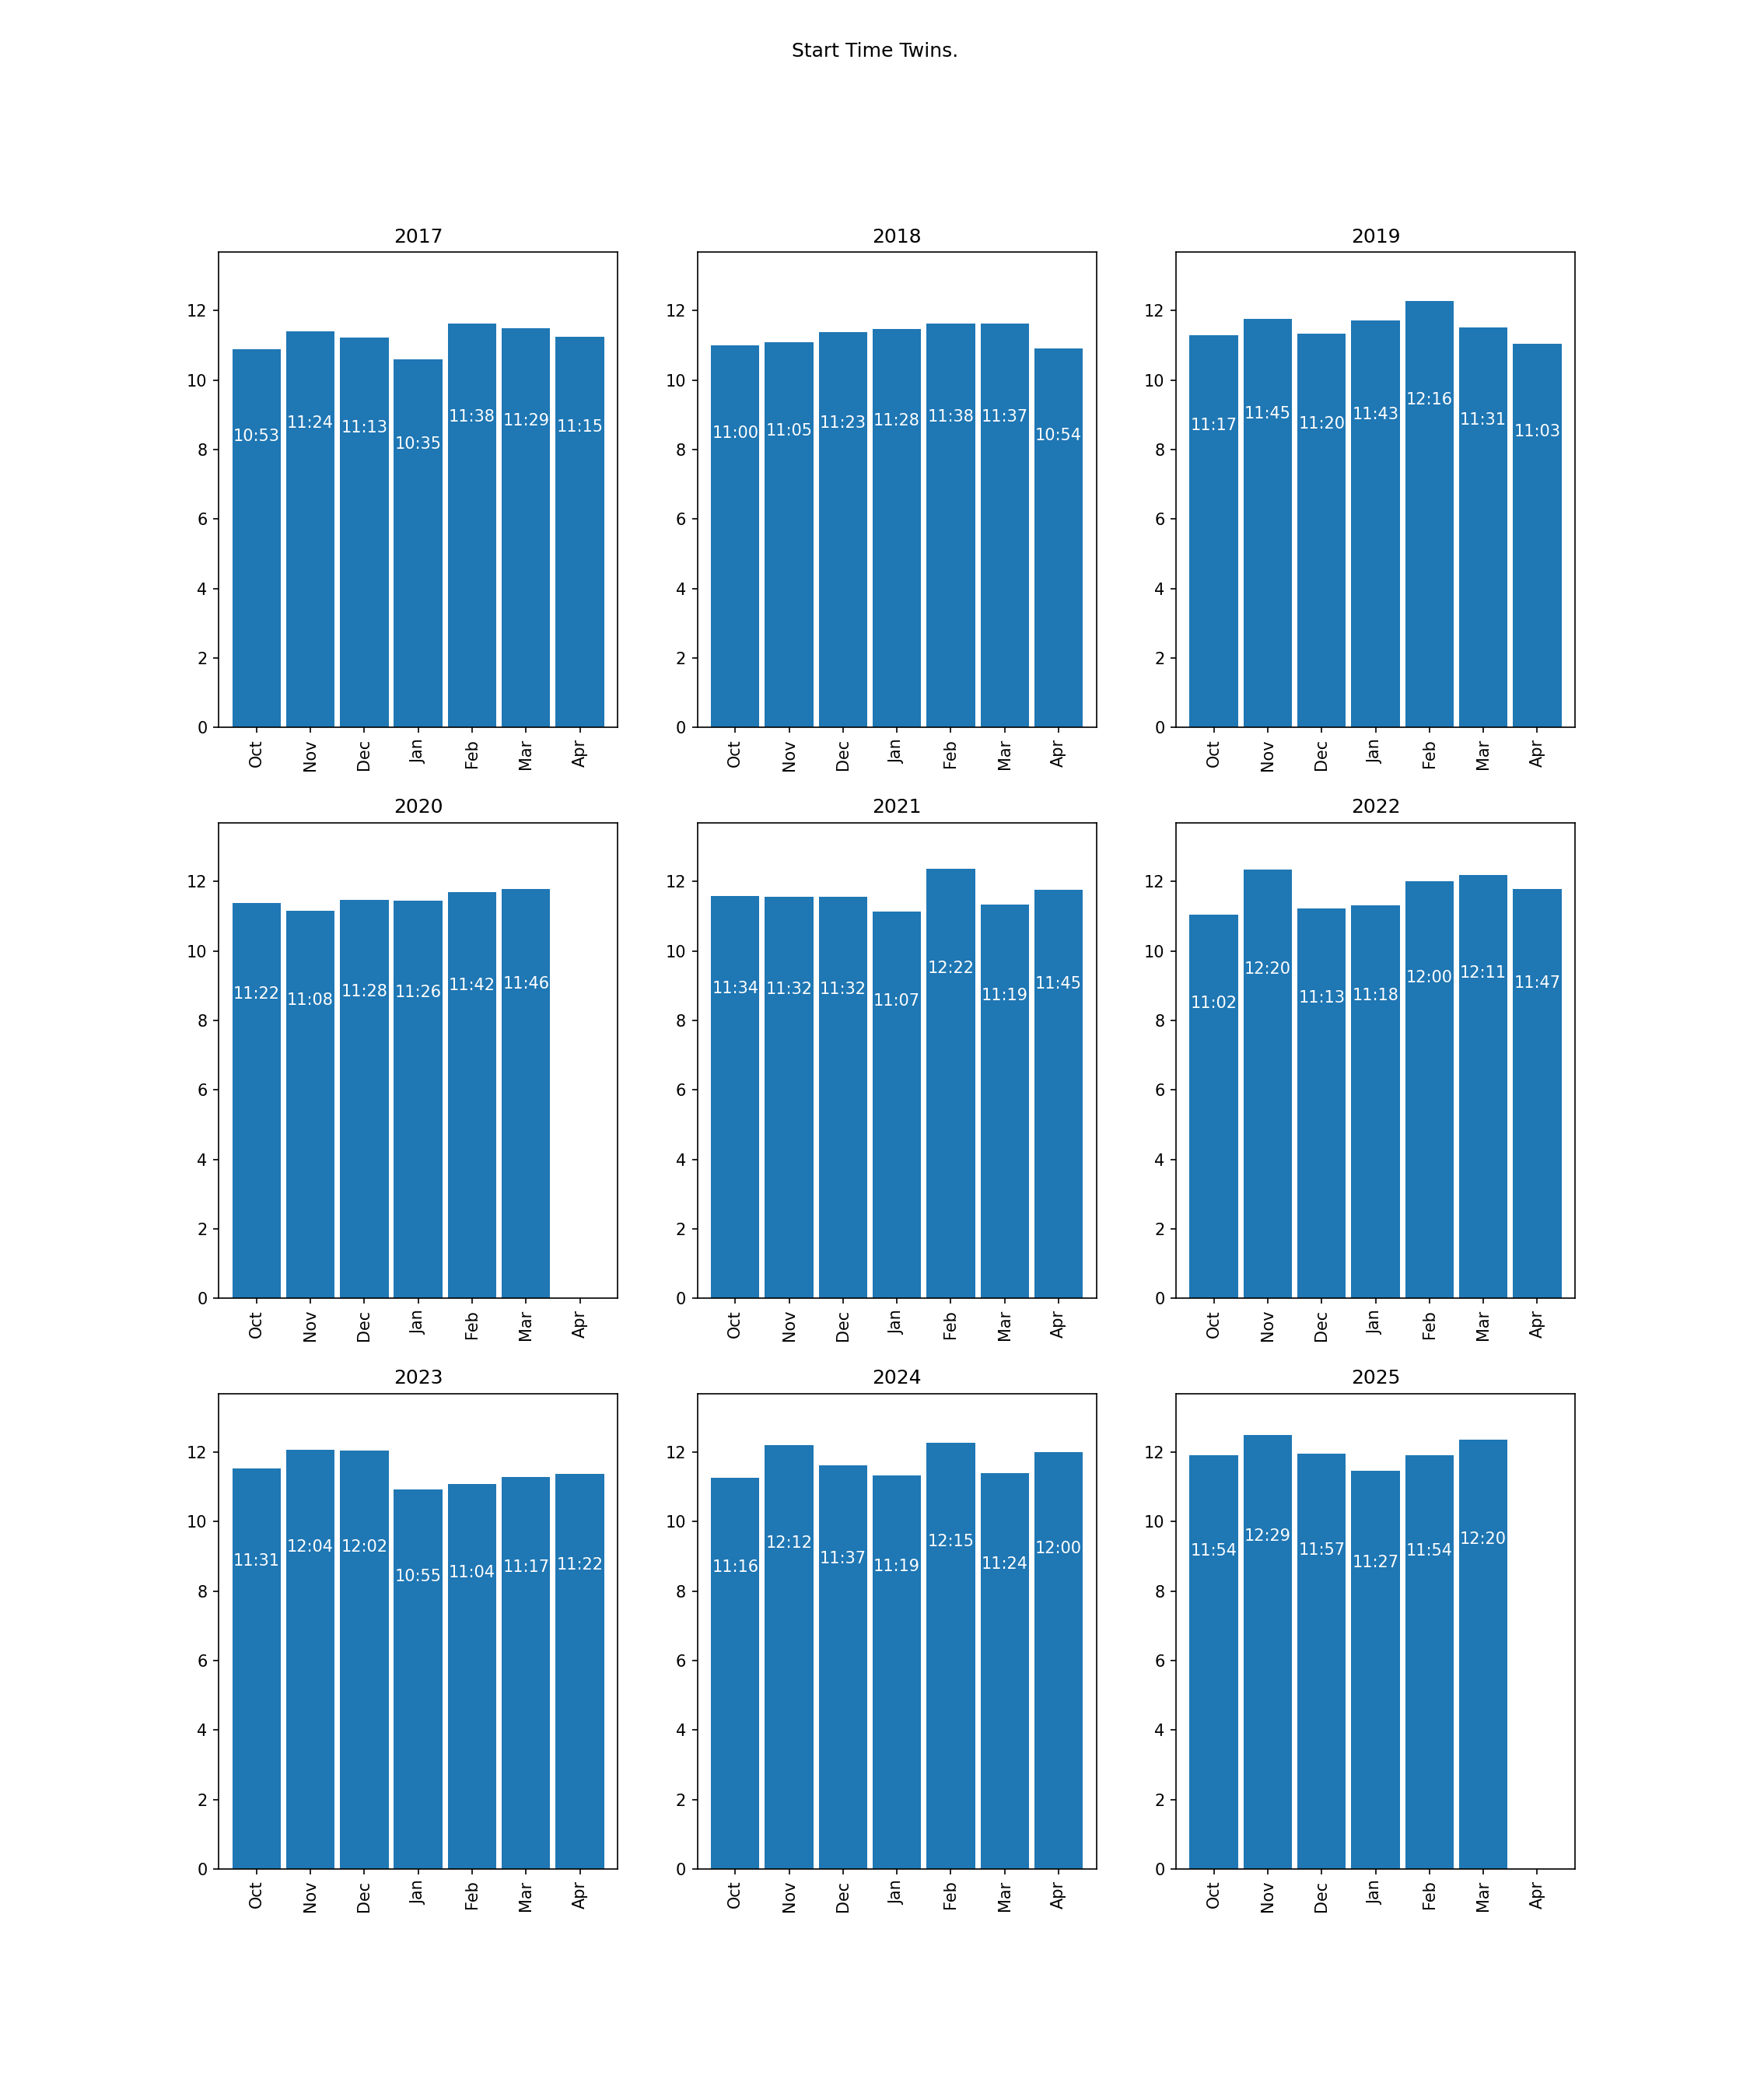 Start Time Twins.
2017 2018 2019
12 12 12
10 10 10
8 8 8
6 6 6
4 4 4
2 2 2
0 0 0
10:53 11:24 11:13 10:35 11:38 11:29 11:15
11:00 11:05 11:23 11:28 11:38 11:37 10:54
11:17 11:45 11:20 11:43 12:16 11:31 11:03
Oct Nov Dec Jan Feb Mar Apr Oct Nov Dec Jan Feb Mar Apr Oct Nov Dec Jan Feb Mar Apr
2020 2021 2022
12 12 12
10 10 10
8 8 8
6 6 6
4 4 4
2 2 2
0 0 0
11:22 11:08 11:28 11:26 11:42 11:46
11:34 11:32 11:32 11:07 12:22 11:19 11:45
11:02 12:20 11:13 11:18 12:00 12:11 11:47
Oct Nov Dec Jan Feb Mar Apr Oct Nov Dec Jan Feb Mar Apr Oct Nov Dec Jan Feb Mar Apr
2023 2024 2025
12 12 12
10 10 10
8 8 8
6 6 6
4 4 4
2 2 2
0 0 0
11:31 12:04 12:02 10:55 11:04 11:17 11:22
11:16 12:12 11:37 11:19 12:15 11:24 12:00
11:54 12:29 11:57 11:27 11:54 12:20
Oct Nov Dec Jan Feb Mar Apr Oct Nov Dec Jan Feb Mar Apr Oct Nov Dec Jan Feb Mar Apr